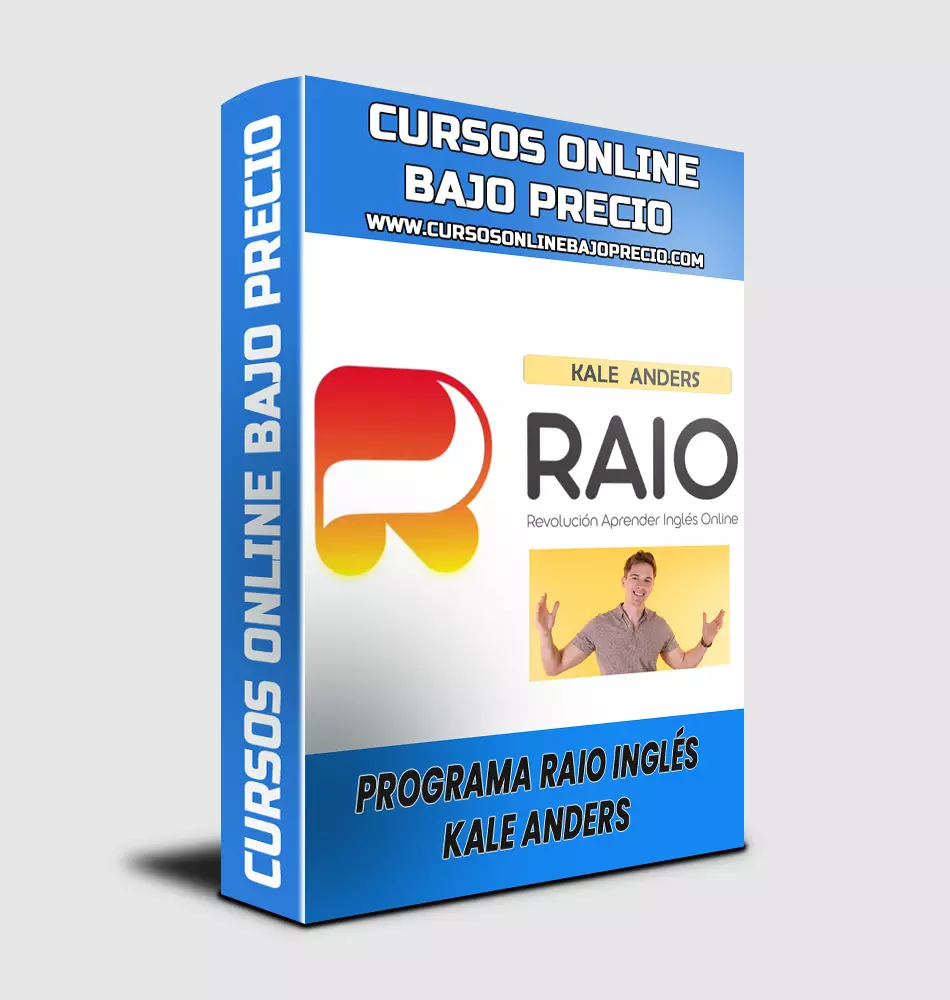 CURSOS ONLINE BAJO PRECIO
CURSOS ONLINE
BAJO PRECIO
WWW.CURSOSONLINEBAJOPRECIO.COM
KALE ANDERS
RAIO
Revolución Aprender Inglés Online
PROGRAMA RAIO INGLÉS
KALE ANDERS